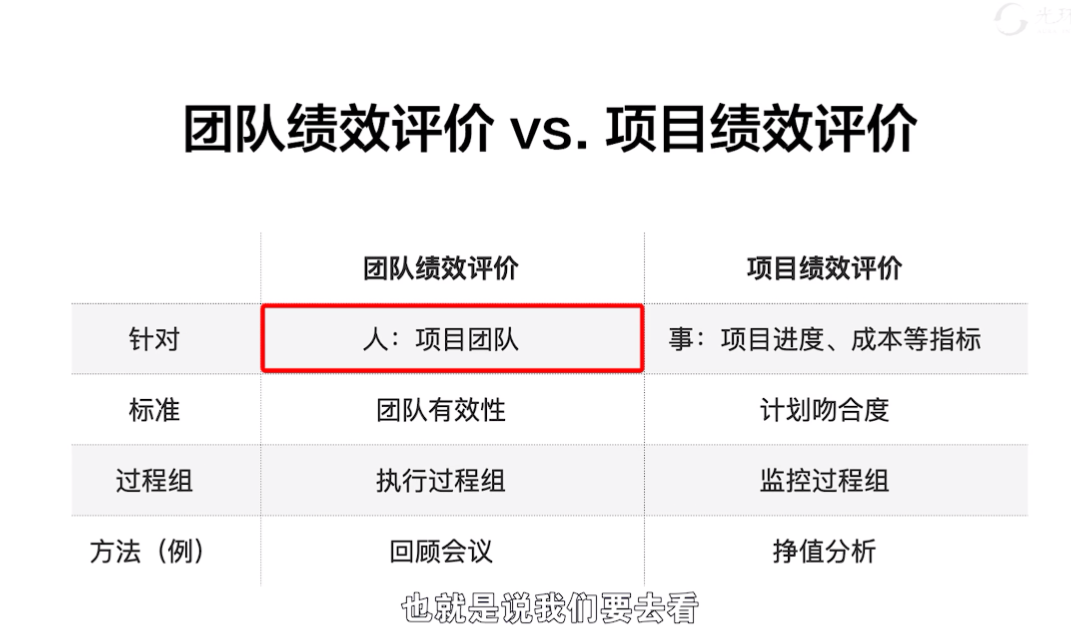 团队绩效评价 vs. 项目绩效评价
团队绩效评价 项目绩效评价
针对 人：项目团队 事：项目进度、成本等指标
标准 团队有效性 计划吻合度
过程组 执行过程组 监控过程组
方法（例） 回顾会议 挣值分析
也就是说我们要去看